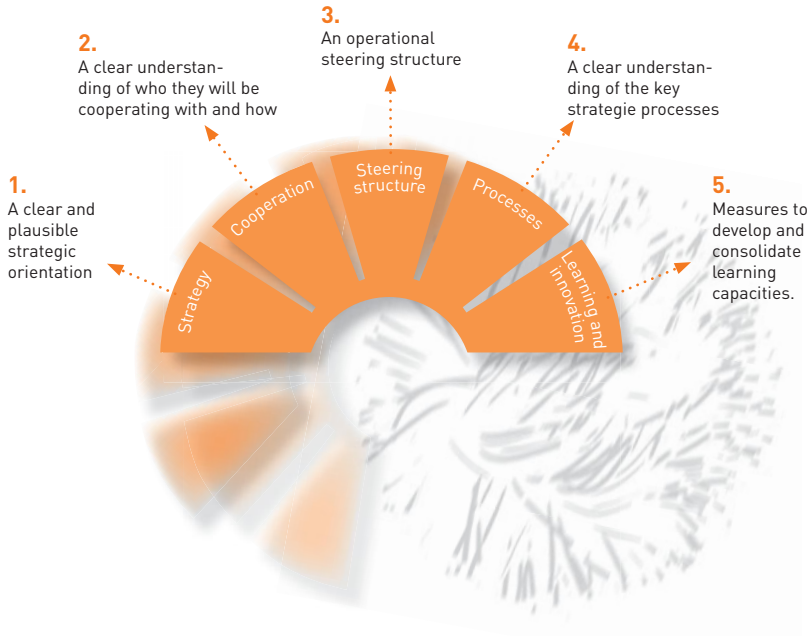 1.
A clear and
plausible
strategic
orientation
2.
A clear understan-
ding of who they will be
cooperating with and how
3.
An operational
steering structure
4.
A clear understan-
ding of the key
strategie processes
5.
Measures to
develop and
consolidate
learning
capacities.
Strategy
Cooperation
Steering
structure
Processes
Learning and
innovation